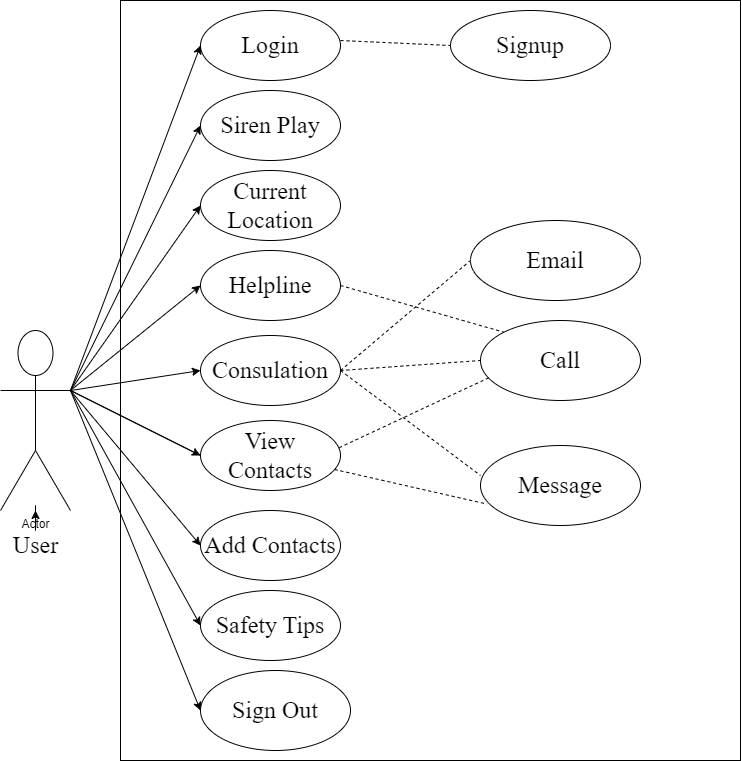 Login
Signup
Siren Play
Current
Location
Helpline
Email
Consulation
Call
View
Contacts
Message
Actor
User
Add Contacts
Safety Tips
Sign Out